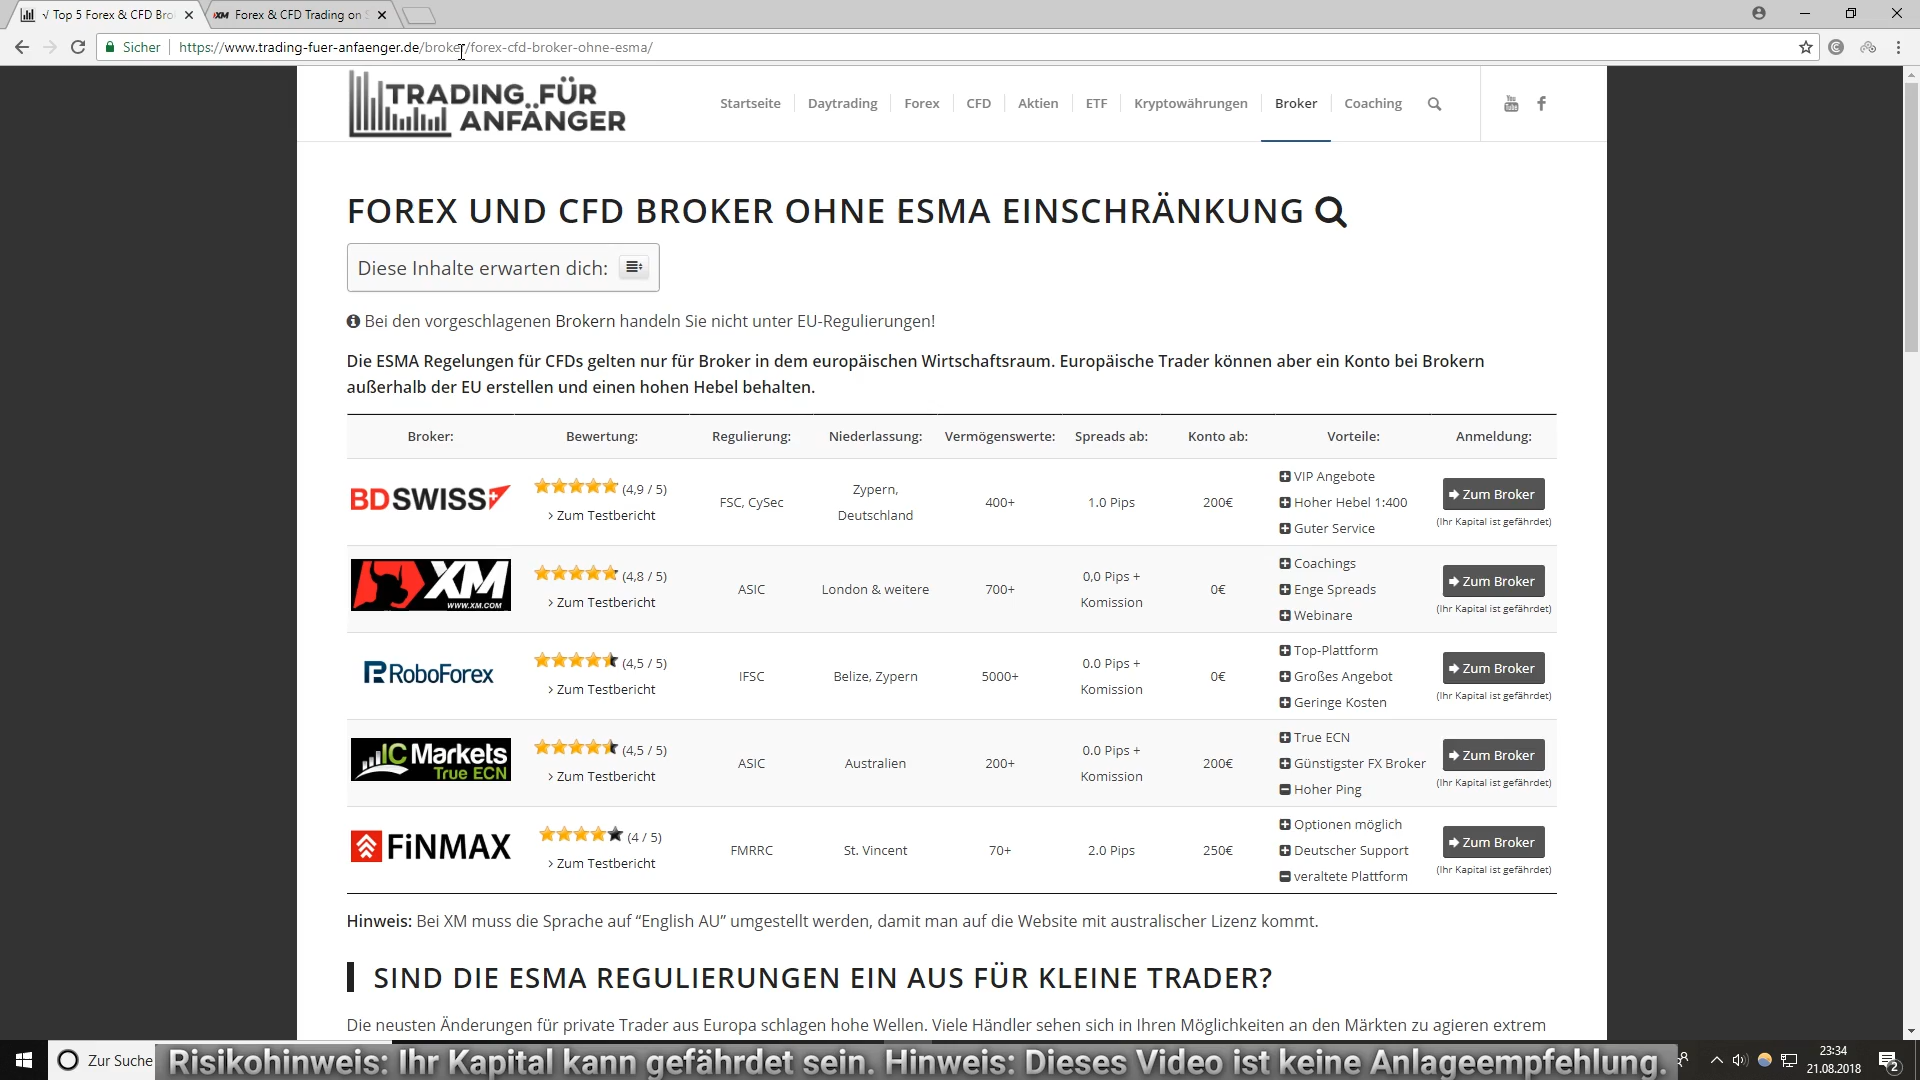 √ Top 5 Forex & CFD Bro
XM Forex & CFD Trading on S
Sicher https://www.trading-fuer-anfaenger.de/broker/forex-cfd-broker-ohne-esma/
TRADING FÜR ANFÄNGER
Startseite Daytrading Forex CFD Aktien ETF Kryptowährungen Broker Coaching
You Tube
FOREX UND CFD BROKER OHNE ESMA EINSCHRÄNKUNG
Diese Inhalte erwarten dich:
Bei den vorgeschlagenen Brokern handeln Sie nicht unter EU-Regulierungen!
Die ESMA Regelungen für CFDs gelten nur für Broker in dem europäischen Wirtschaftsraum. Europäische Trader können aber ein Konto bei Brokern
außerhalb der EU erstellen und einen hohen Hebel behalten.
Broker: Bewertung: Regulierung: Niederlassung: Vermögenswerte: Spreads ab: Konto ab: Vorteile: Anmeldung:
BDSWISS (4,9 / 5) > Zum Testbericht FSC, CySec Zypern, Deutschland 400+ 1.0 Pips 200€ VIP Angebote Hoher Hebel 1:400 Guter Service Zum Broker (Ihr Kapital ist gefährdet)
XM WWW.XM.COM (4,8 / 5) > Zum Testbericht ASIC London & weitere 700+ 0,0 Pips + Komission 0€ Coachings Enge Spreads Webinare Zum Broker (Ihr Kapital ist gefährdet)
RoboForex (4,5 / 5) > Zum Testbericht IFSC Belize, Zypern 5000+ 0.0 Pips + Komission 0€ Top-Plattform Großes Angebot Geringe Kosten Zum Broker (Ihr Kapital ist gefährdet)
IC Markets True ECN (4,5 / 5) > Zum Testbericht ASIC Australien 200+ 0.0 Pips + Komission 200€ True ECN Günstigster FX Broker Hoher Ping Zum Broker (Ihr Kapital ist gefährdet)
FiNMAX (4 / 5) > Zum Testbericht FMRRC St. Vincent 70+ 2.0 Pips 250€ Optionen möglich Deutscher Support veraltete Plattform Zum Broker (Ihr Kapital ist gefährdet)
Hinweis: Bei XM muss die Sprache auf “English AU” umgestellt werden, damit man auf die Website mit australischer Lizenz kommt.
SIND DIE ESMA REGULIERUNGEN EIN AUS FÜR KLEINE TRADER?
Die neusten Änderungen für private Trader aus Europa schlagen hohe Wellen. Viele Händler sehen sich in Ihren Möglichkeiten an den Märkten zu agieren extrem
Zur Suche
Risikohinweis: Ihr Kapital kann gefährdet sein. Hinweis: Dieses Video ist keine Anlageempfehlung.
23:34
21.08.2018
2